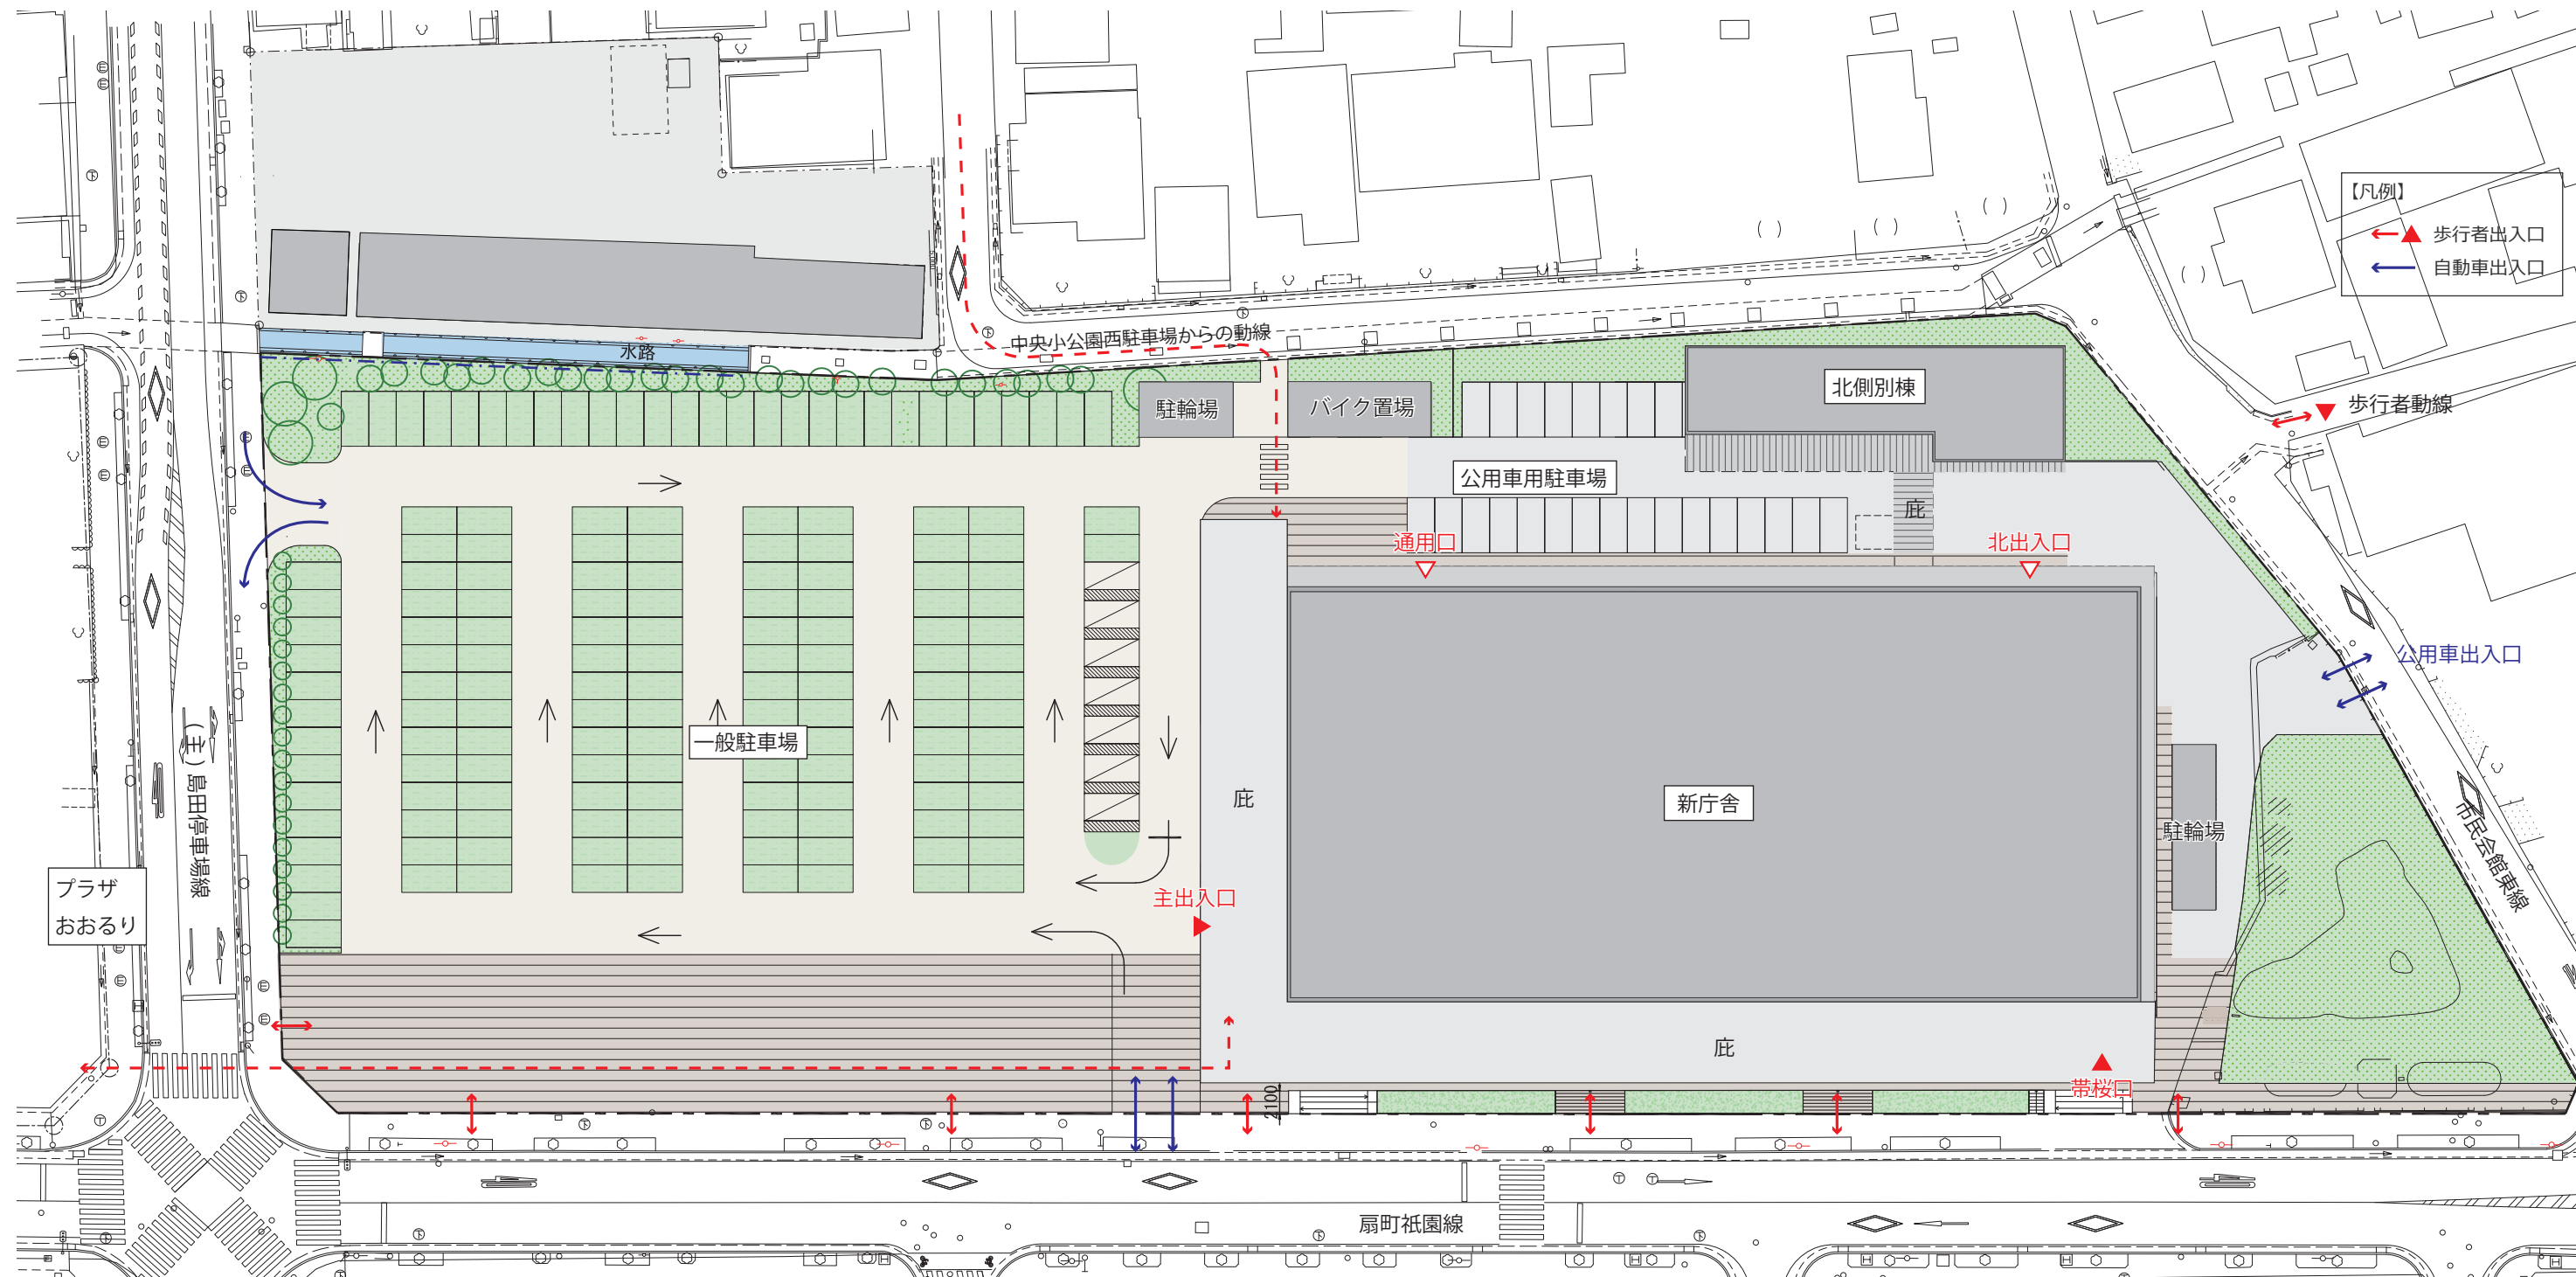 【凡例】
歩行者出入口
自動車出入口
中央小公園西駐車場からの動線
水路
駐輪場
バイク置場
北側別棟
歩行者動線
公用車用駐車場
庇
通用口
北出入口
公用車出入口
(主)島田停車場線
一般駐車場
庇
新庁舎
駐輪場
市民会館東線
プラザ
おおるり
主出入口
庇
帯桜口
2100
扇町祇園線